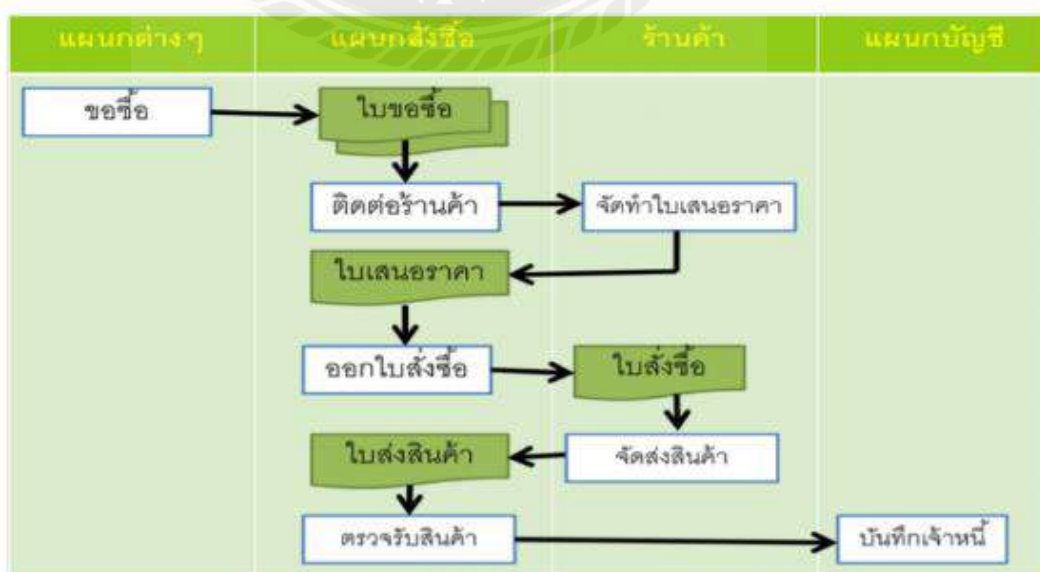 แผนกต่างๆ
แผนกสั่งซื้อ
ร้านค้า
แผนกบัญชี
ขอซื้อ
ใบขอซื้อ
ติดต่อร้านค้า
จัดทำใบเสนอราคา
ใบเสนอราคา
ออกใบสั่งซื้อ
ใบสั่งซื้อ
ใบส่งสินค้า
จัดส่งสินค้า
ตรวจรับสินค้า
บันทึกเจ้าหนี้